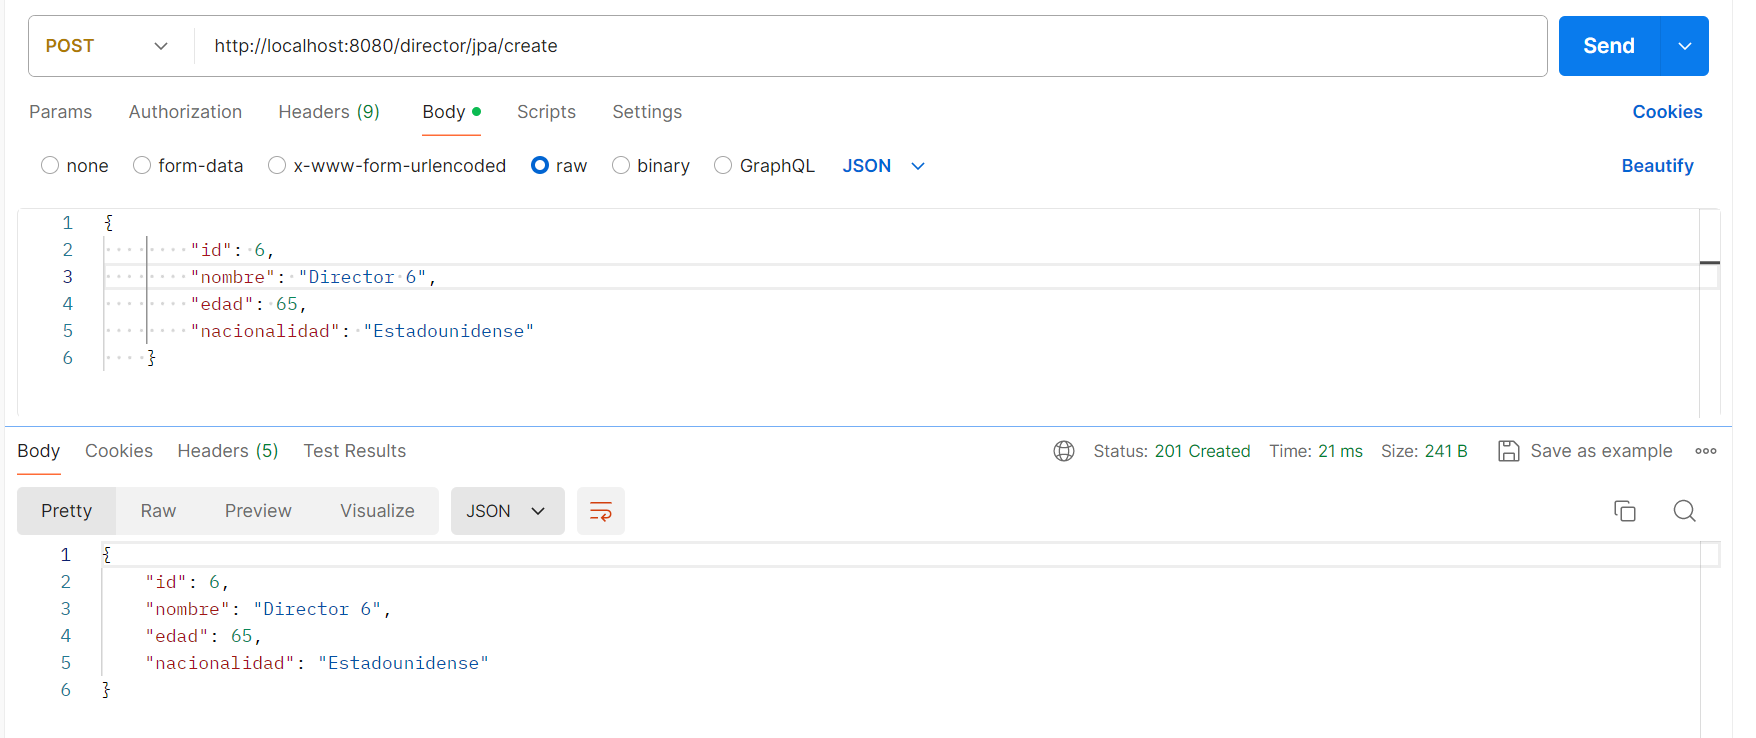 POST http://localhost:8080/director/jpa/create Send
Params Authorization Headers (9) Body Scripts Settings Cookies
none form-data x-www-form-urlencoded raw binary GraphQL JSON Beautify
1 {
2 "id": 6,
3 "nombre": "Director 6",
4 "edad": 65,
5 "nacionalidad": "Estadounidense"
6 }
Body Cookies Headers (5) Test Results Status: 201 Created Time: 21 ms Size: 241 B Save as example
Pretty Raw Preview Visualize JSON
1 {
2 "id": 6,
3 "nombre": "Director 6",
4 "edad": 65,
5 "nacionalidad": "Estadounidense"
6 }